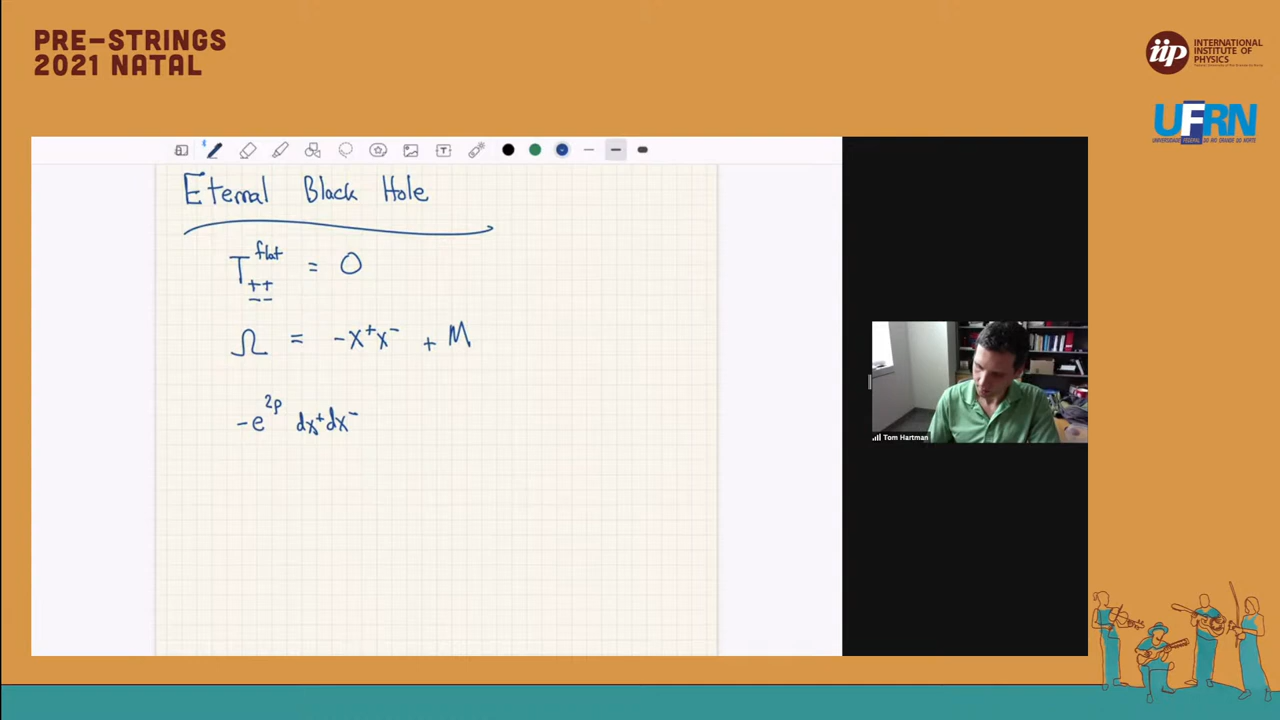 PRE-STRINGS
2021 NATAL
iip INTERNATIONAL
INSTITUTE OF
PHYSICS
UFRN
Eternal Black Hole
T^flat_{++ --} = 0
Ω = -x⁺x⁻ + M
-e^{2ρ} dx⁺dx⁻
Tom Hartman